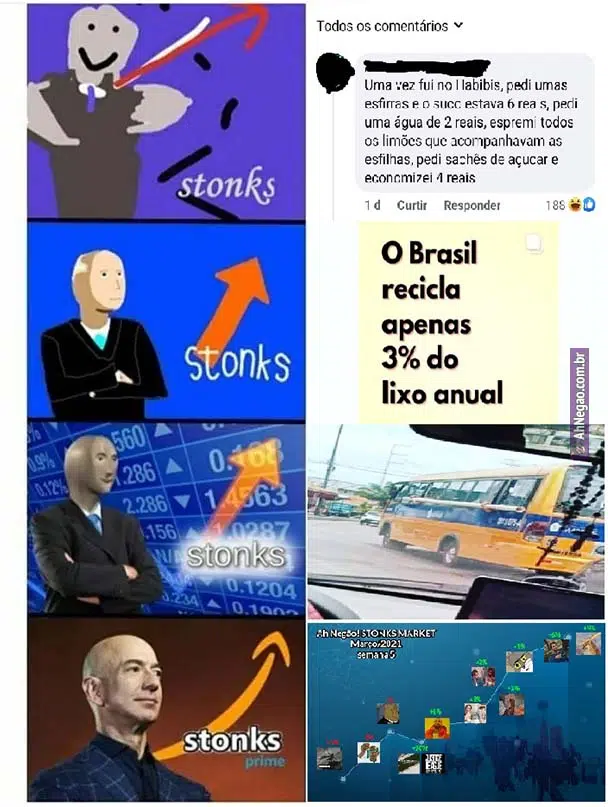 stonks
Todos os comentários
Uma vez fui no Habibis, pedi umas
esfirras e o suco estava 6 reais, pedi
uma água de 2 reais, espremi todos
os limões que acompanhavam as
esfilhas, pedi sachês de açucar e
economizei 4 reais
1 d Curtir Responder 188
stonks
O Brasil
recicla
apenas
3% do
lixo anual
AhNegao.com.br
stonks
560
0.9%
0.12%
1.286
2.286
.156
0.168
1.4563
1.0287
0.1204
0.234
0.1902
stonks
prime
Ah Negão! STONKS MARKET
Março/2021
semana 5